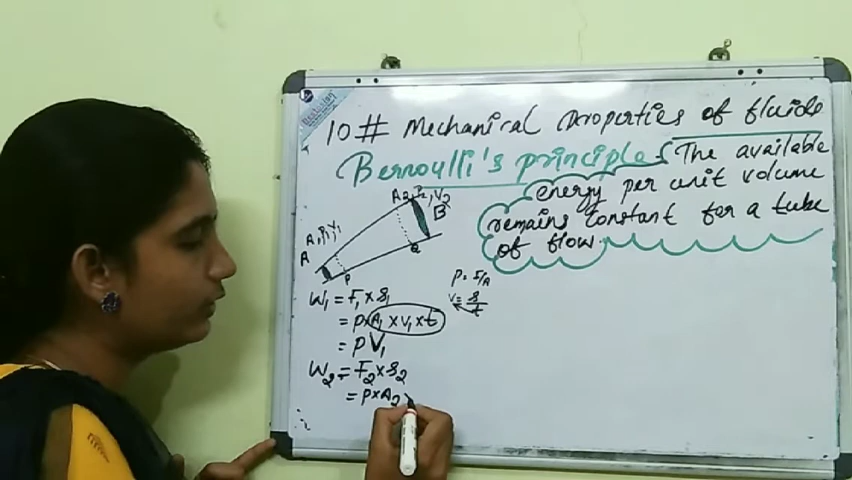 10# Mechanical properties of fluids
Bernoulli's principle
The available
energy per unit volume
remains constant for a tube
of flow.
A2 P2, V2
B
A1, P1, V1
A
P
Q
P = F/A
V = s/t
W1 = F1 x S1
= P x A1 x V1 x t
= P V1
W2 = F2 x S2
= P x A2